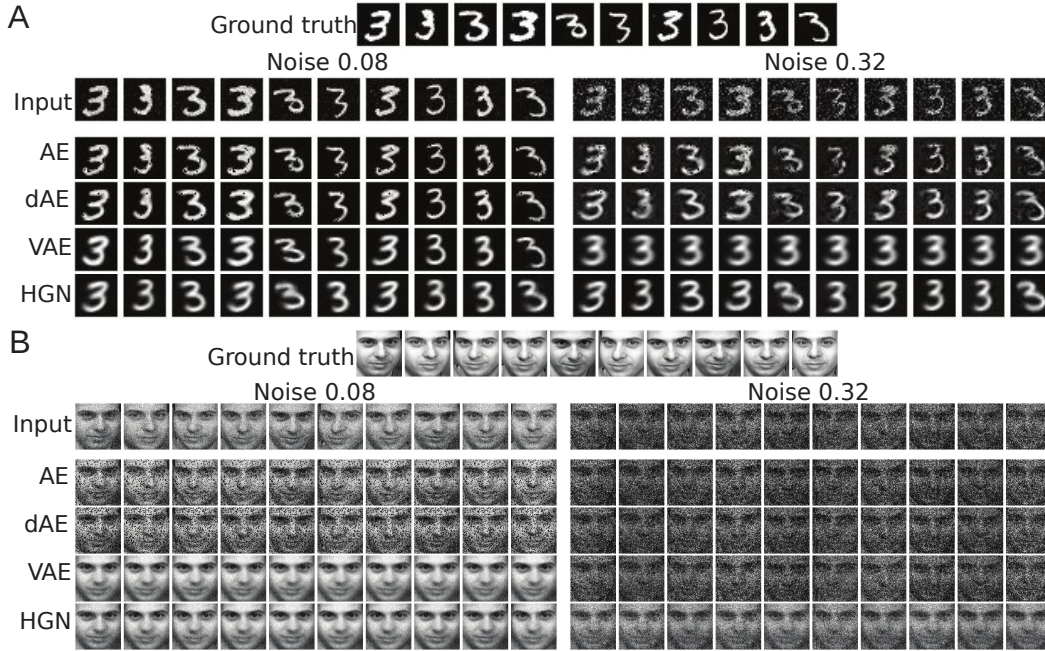 A
Ground truth
Noise 0.08
Noise 0.32
Input
AE
dAE
VAE
HGN
B
Ground truth
Noise 0.08
Noise 0.32
Input
AE
dAE
VAE
HGN